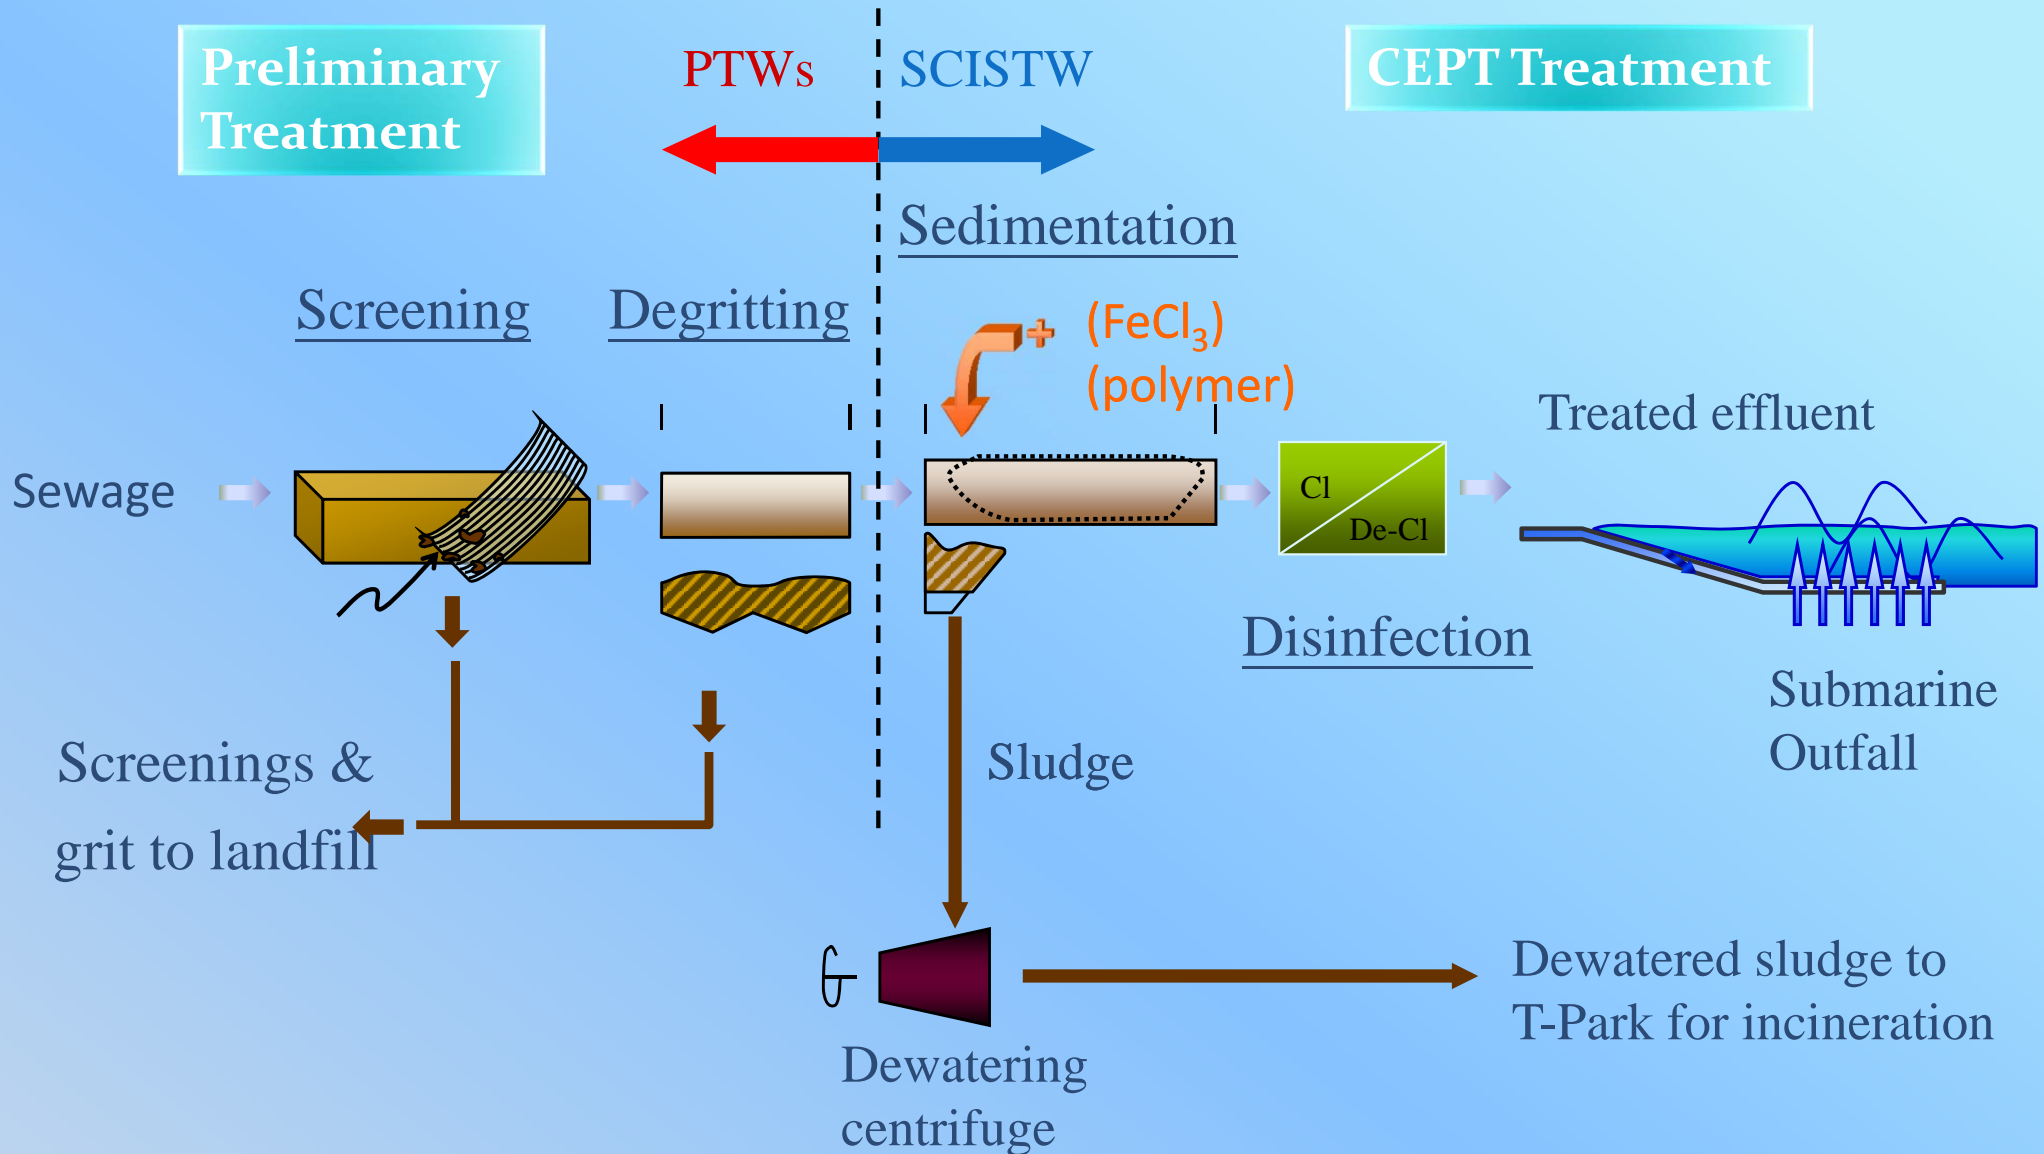 Preliminary
Treatment
PTWs
SCISTW
CEPT Treatment
Sedimentation
Screening
Degritting
(FeCl₃)
(polymer)
Treated effluent
Sewage
Cl
De-Cl
Disinfection
Submarine
Outfall
Screenings &
grit to landfill
Sludge
Dewatered sludge to
T-Park for incineration
Dewatering
centrifuge